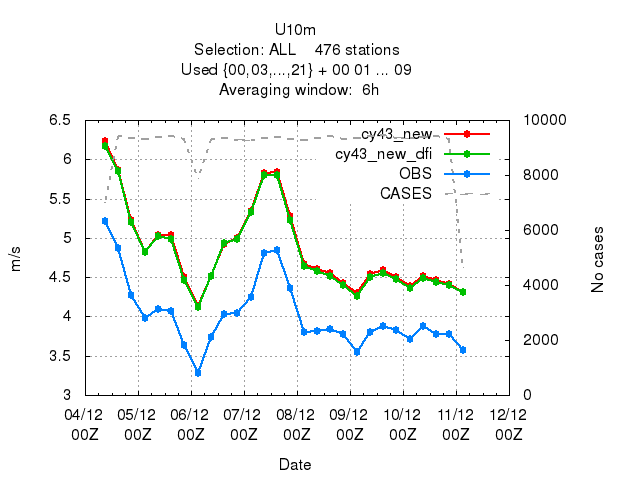 U10m
Selection: ALL 476 stations
Used {00,03,...,21} + 00 01 ... 09
Averaging window: 6h
6.5
6
5.5
5
4.5
4
3.5
3
m/s
10000
8000
6000
4000
2000
0
No cases
cy43_new
cy43_new_dfi
OBS
CASES
04/12 05/12 06/12 07/12 08/12 09/12 10/12 11/12 12/12
00Z 00Z 00Z 00Z 00Z 00Z 00Z 00Z 00Z
Date